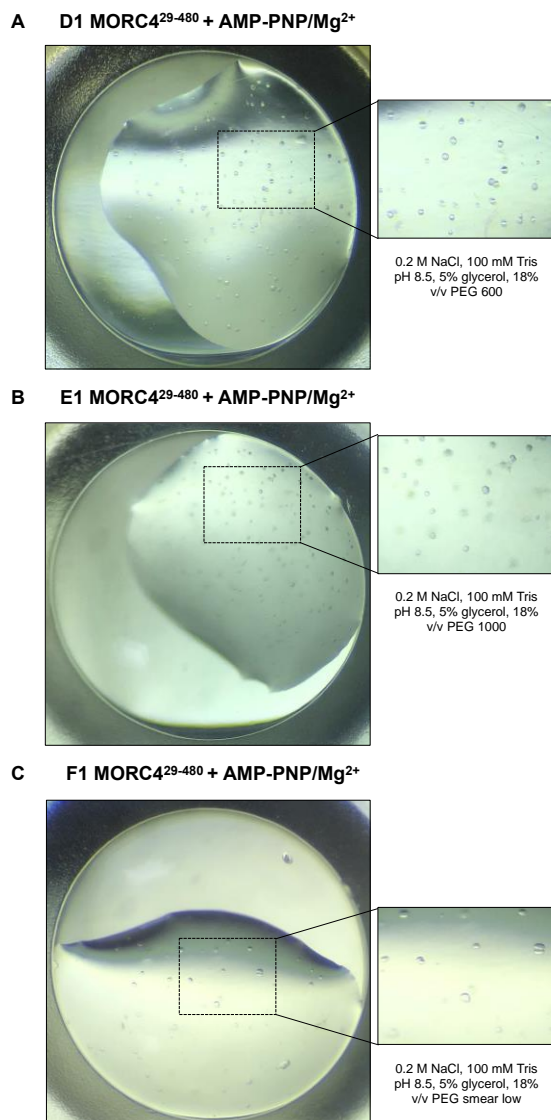 A D1 MORC4²⁹⁻⁴⁸⁰ + AMP-PNP/Mg²⁺
0.2 M NaCl, 100 mM Tris
pH 8.5, 5% glycerol, 18%
v/v PEG 600
B E1 MORC4²⁹⁻⁴⁸⁰ + AMP-PNP/Mg²⁺
0.2 M NaCl, 100 mM Tris
pH 8.5, 5% glycerol, 18%
v/v PEG 1000
C F1 MORC4²⁹⁻⁴⁸⁰ + AMP-PNP/Mg²⁺
0.2 M NaCl, 100 mM Tris
pH 8.5, 5% glycerol, 18%
v/v PEG smear low